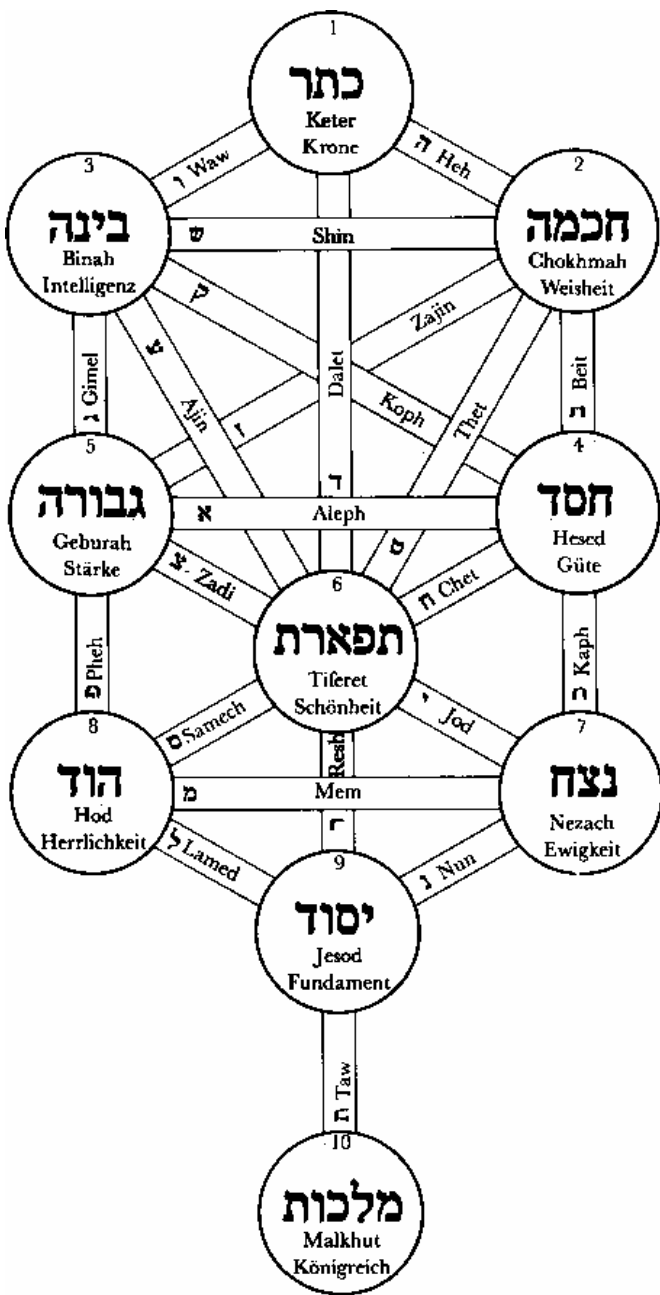 1
כתר
Keter
Krone
ו Waw
ה Heh
3
בינה
Binah
Intelligenz
2
חכמה
Chokhmah
Weisheit
ש Shin
ק Koph
Zajin ז
Dalet ד
ע Ajin
Thet ט
ג Gimel
Beit
5
גבורה
Geburah
Stärke
4
חסד
Hesed
Güte
א Aleph
צ. Zadi
ח Chet
6
תפארת
Tiferet
Schönheit
פ Pheh
כ Kaph
ס Samech
י Jod
8
הוד
Hod
Herrlichkeit
7
נצח
Nezach
Ewigkeit
Resh ר
מ Mem
ל Lamed
נ Nun
9
יסוד
Jesod
Fundament
ת Taw
10
מלכות
Malkhut
Königreich